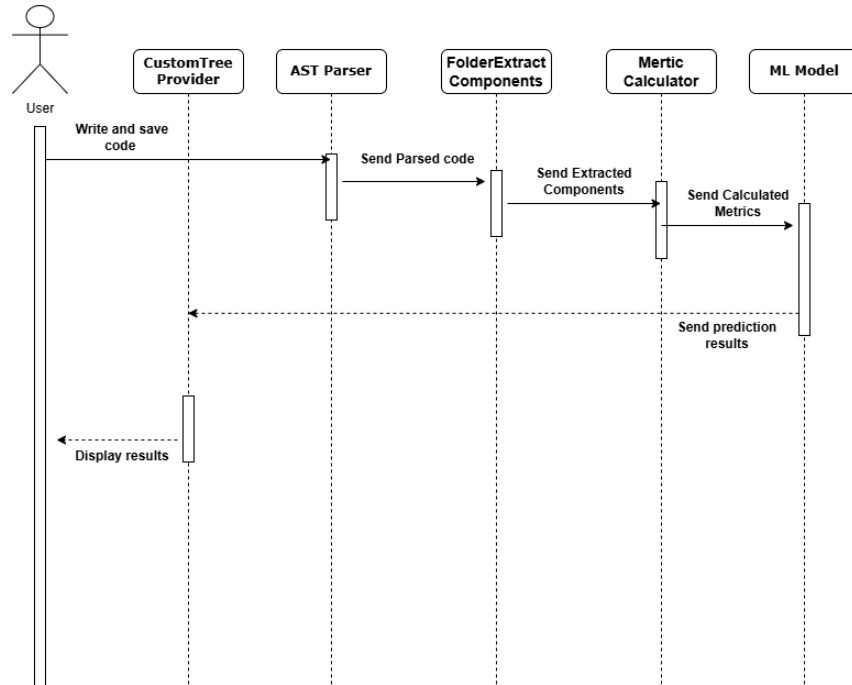 CustomTree
Provider
AST Parser
FolderExtract
Components
Mertic
Calculator
ML Model
User
Write and save
code
Send Parsed code
Send Extracted
Components
Send Calculated
Metrics
Send prediction
results
Display results